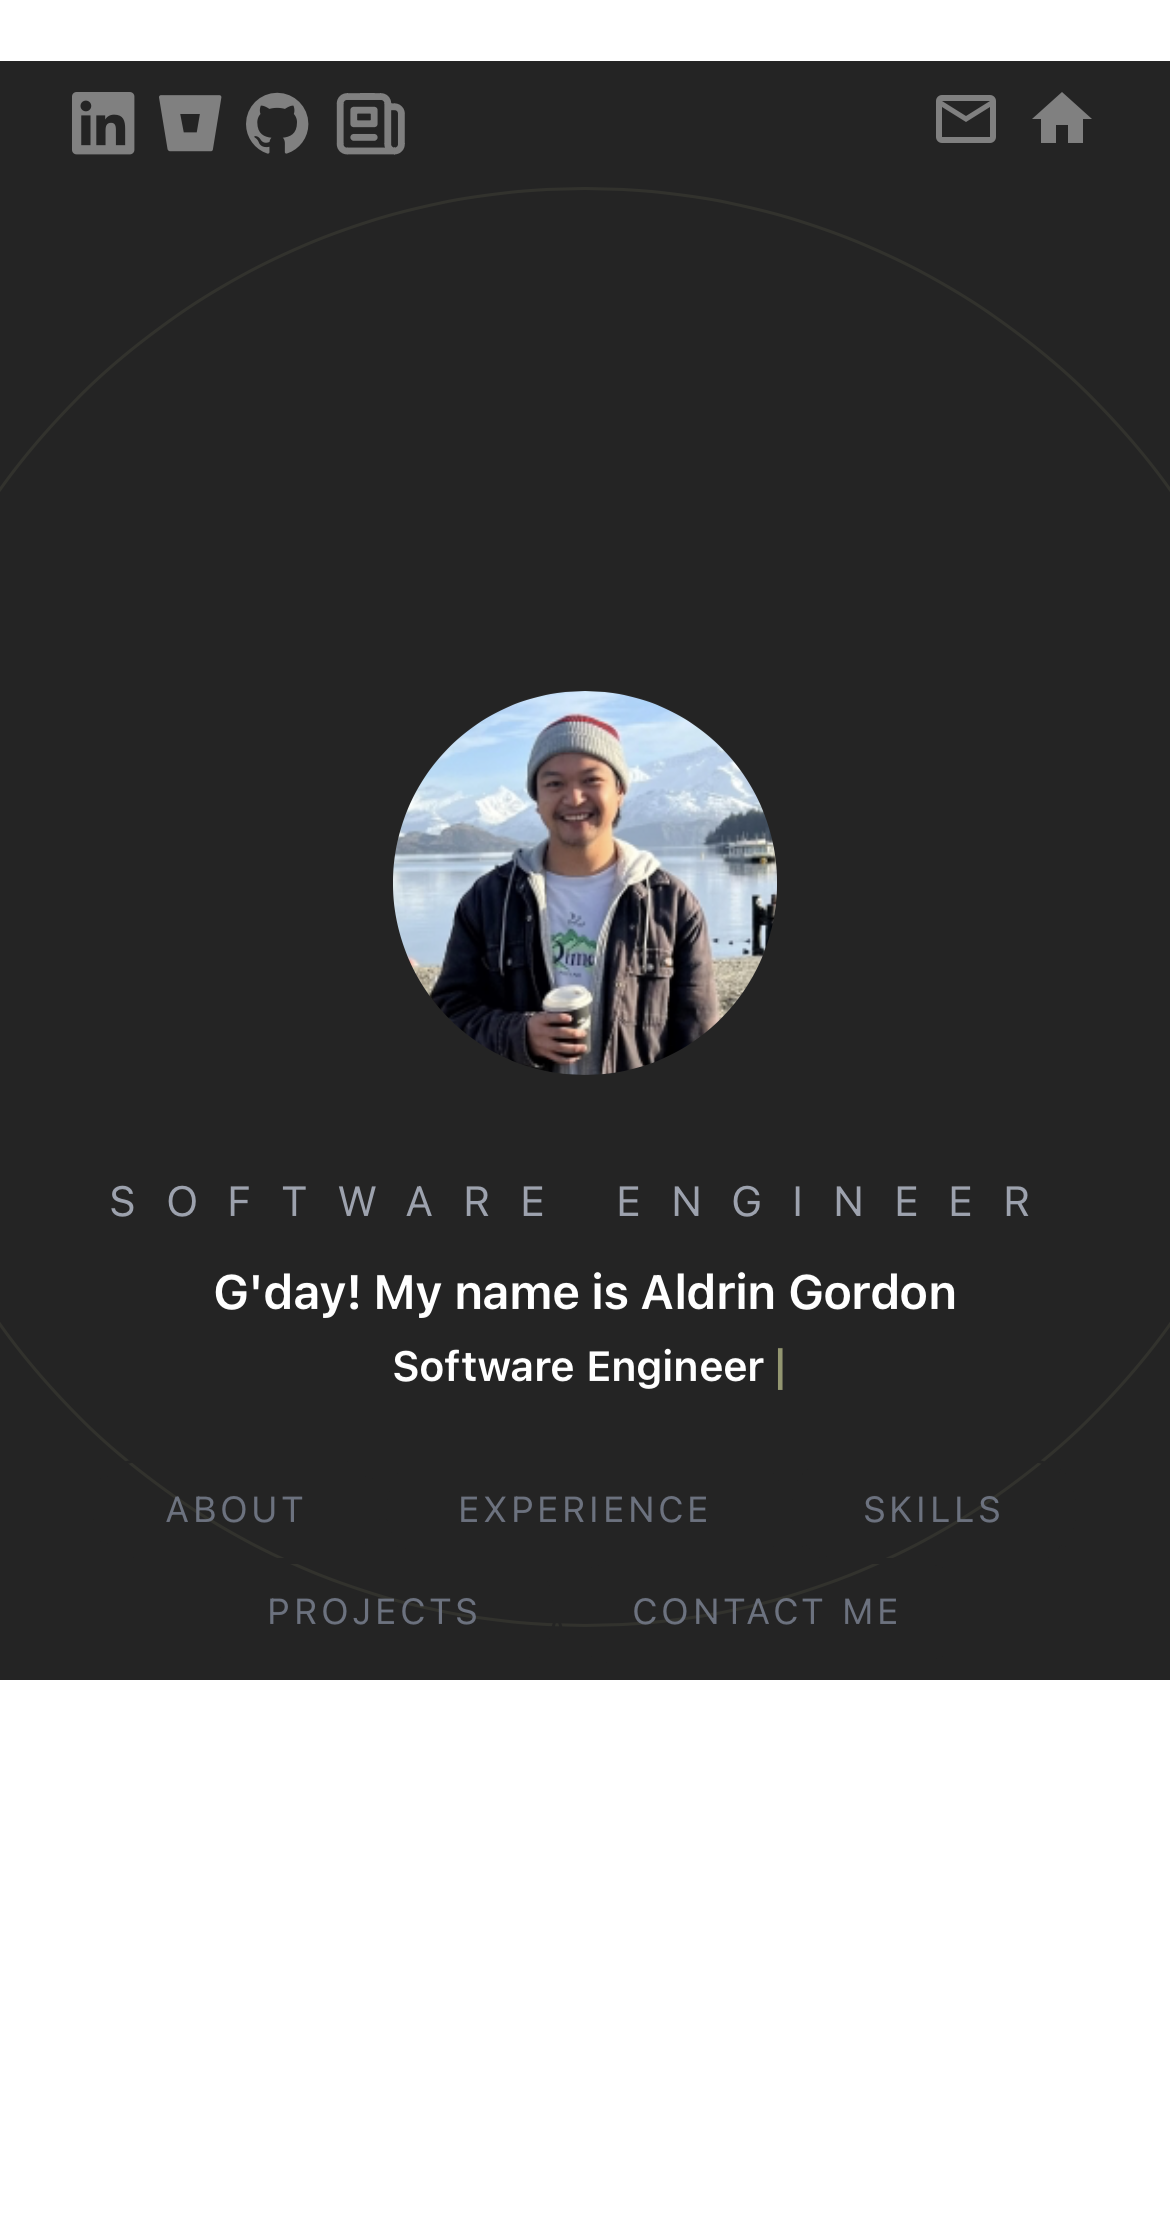 in
SOFTWARE ENGINEER
G'day! My name is Aldrin Gordon
Software Engineer |
ABOUT EXPERIENCE SKILLS
PROJECTS CONTACT ME